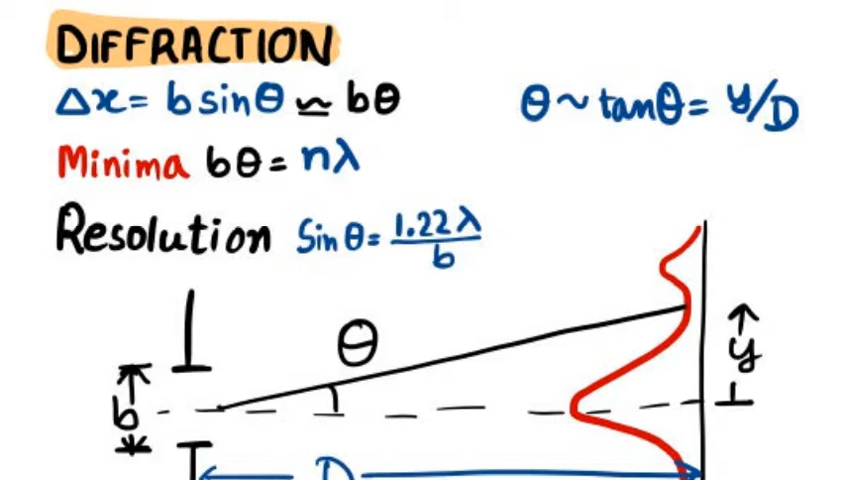 DIFFRACTION
Δx = b sinθ ≃ bθ
θ ~ tanθ = y/D
Minima bθ = nλ
Resolution Sinθ = 1.22λ/b
θ
y
b
D